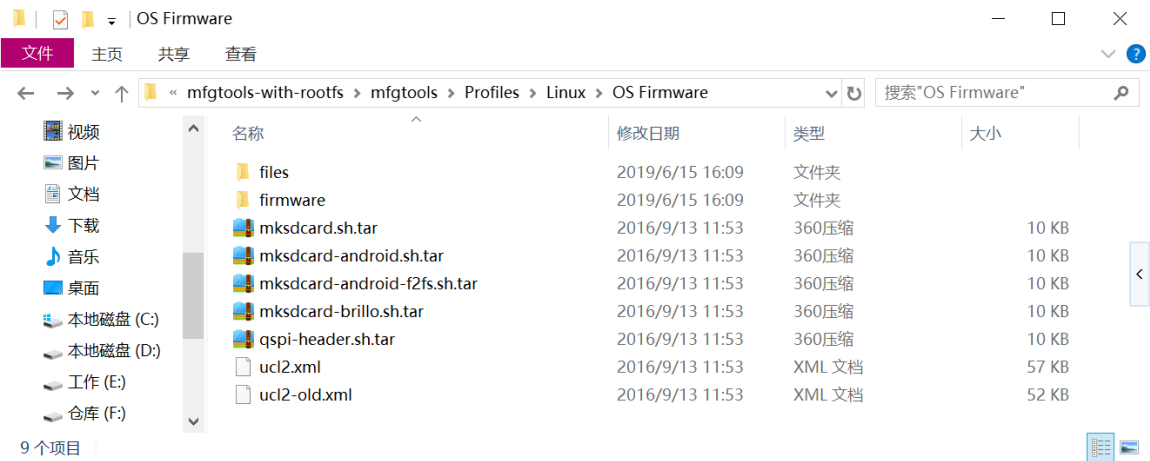 OS Firmware
文件 主页 共享 查看
« mfgtools-with-rootfs > mfgtools > Profiles > Linux > OS Firmware 搜索"OS Firmware"
视频
图片
文档
下载
音乐
桌面
本地磁盘 (C:)
本地磁盘 (D:)
工作 (E:)
仓库 (F:)
名称 修改日期 类型 大小
files 2019/6/15 16:09 文件夹
firmware 2019/6/15 16:09 文件夹
mksdcard.sh.tar 2016/9/13 11:53 360压缩 10 KB
mksdcard-android.sh.tar 2016/9/13 11:53 360压缩 10 KB
mksdcard-android-f2fs.sh.tar 2016/9/13 11:53 360压缩 10 KB
mksdcard-brillo.sh.tar 2016/9/13 11:53 360压缩 10 KB
qspi-header.sh.tar 2016/9/13 11:53 360压缩 10 KB
ucl2.xml 2016/9/13 11:53 XML 文档 57 KB
ucl2-old.xml 2016/9/13 11:53 XML 文档 52 KB
9 个项目